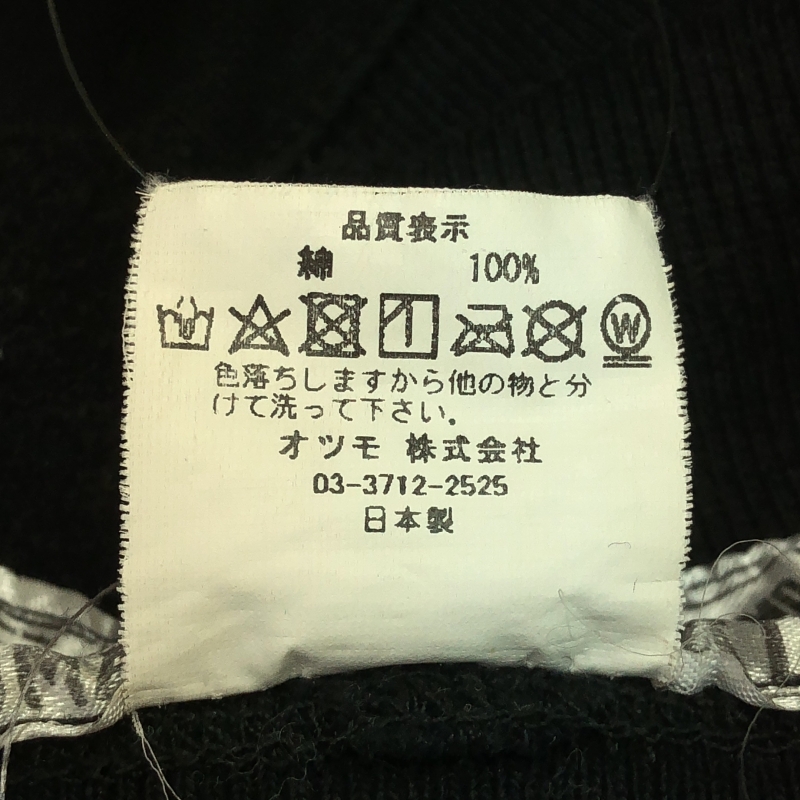 品質表示
綿 100%
W
色落ちしますから他の物と分
けて洗って下さい。
オツモ 株式会社
03-3712-2525
日本製